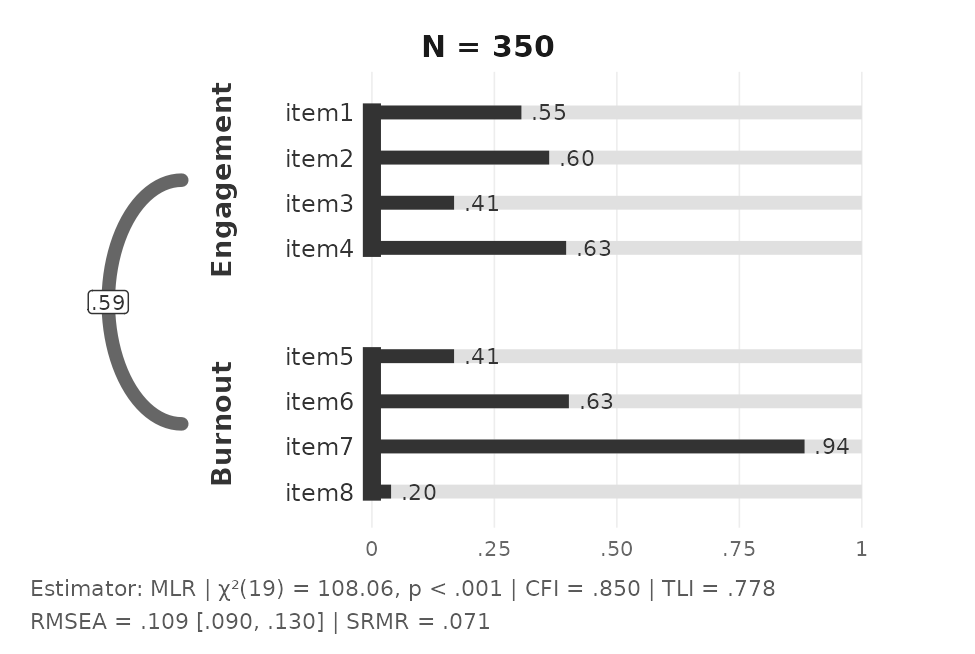 N = 350
Engagement
item1 .55
item2 .60
item3 .41
item4 .63
.59
Burnout
item5 .41
item6 .63
item7 .94
item8 .20
0 .25 .50 .75 1
Estimator: MLR | χ²(19) = 108.06, p < .001 | CFI = .850 | TLI = .778
RMSEA = .109 [.090, .130] | SRMR = .071